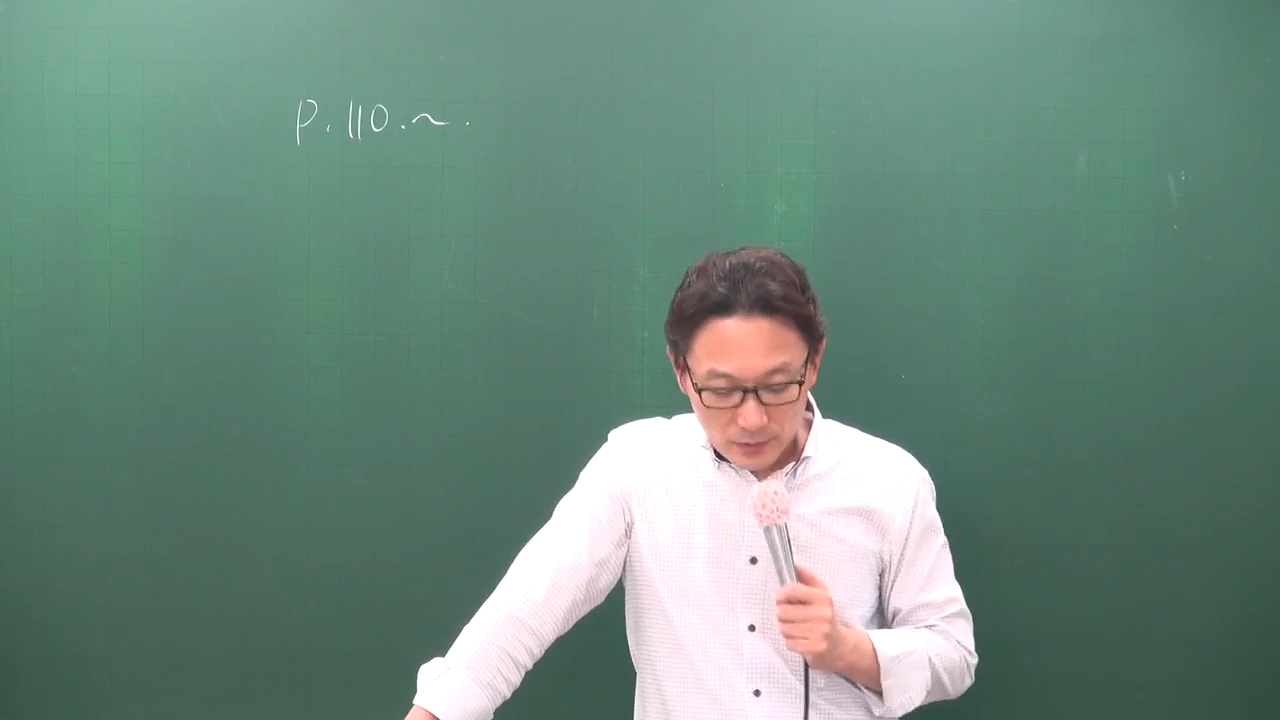 P. 110. ~ .